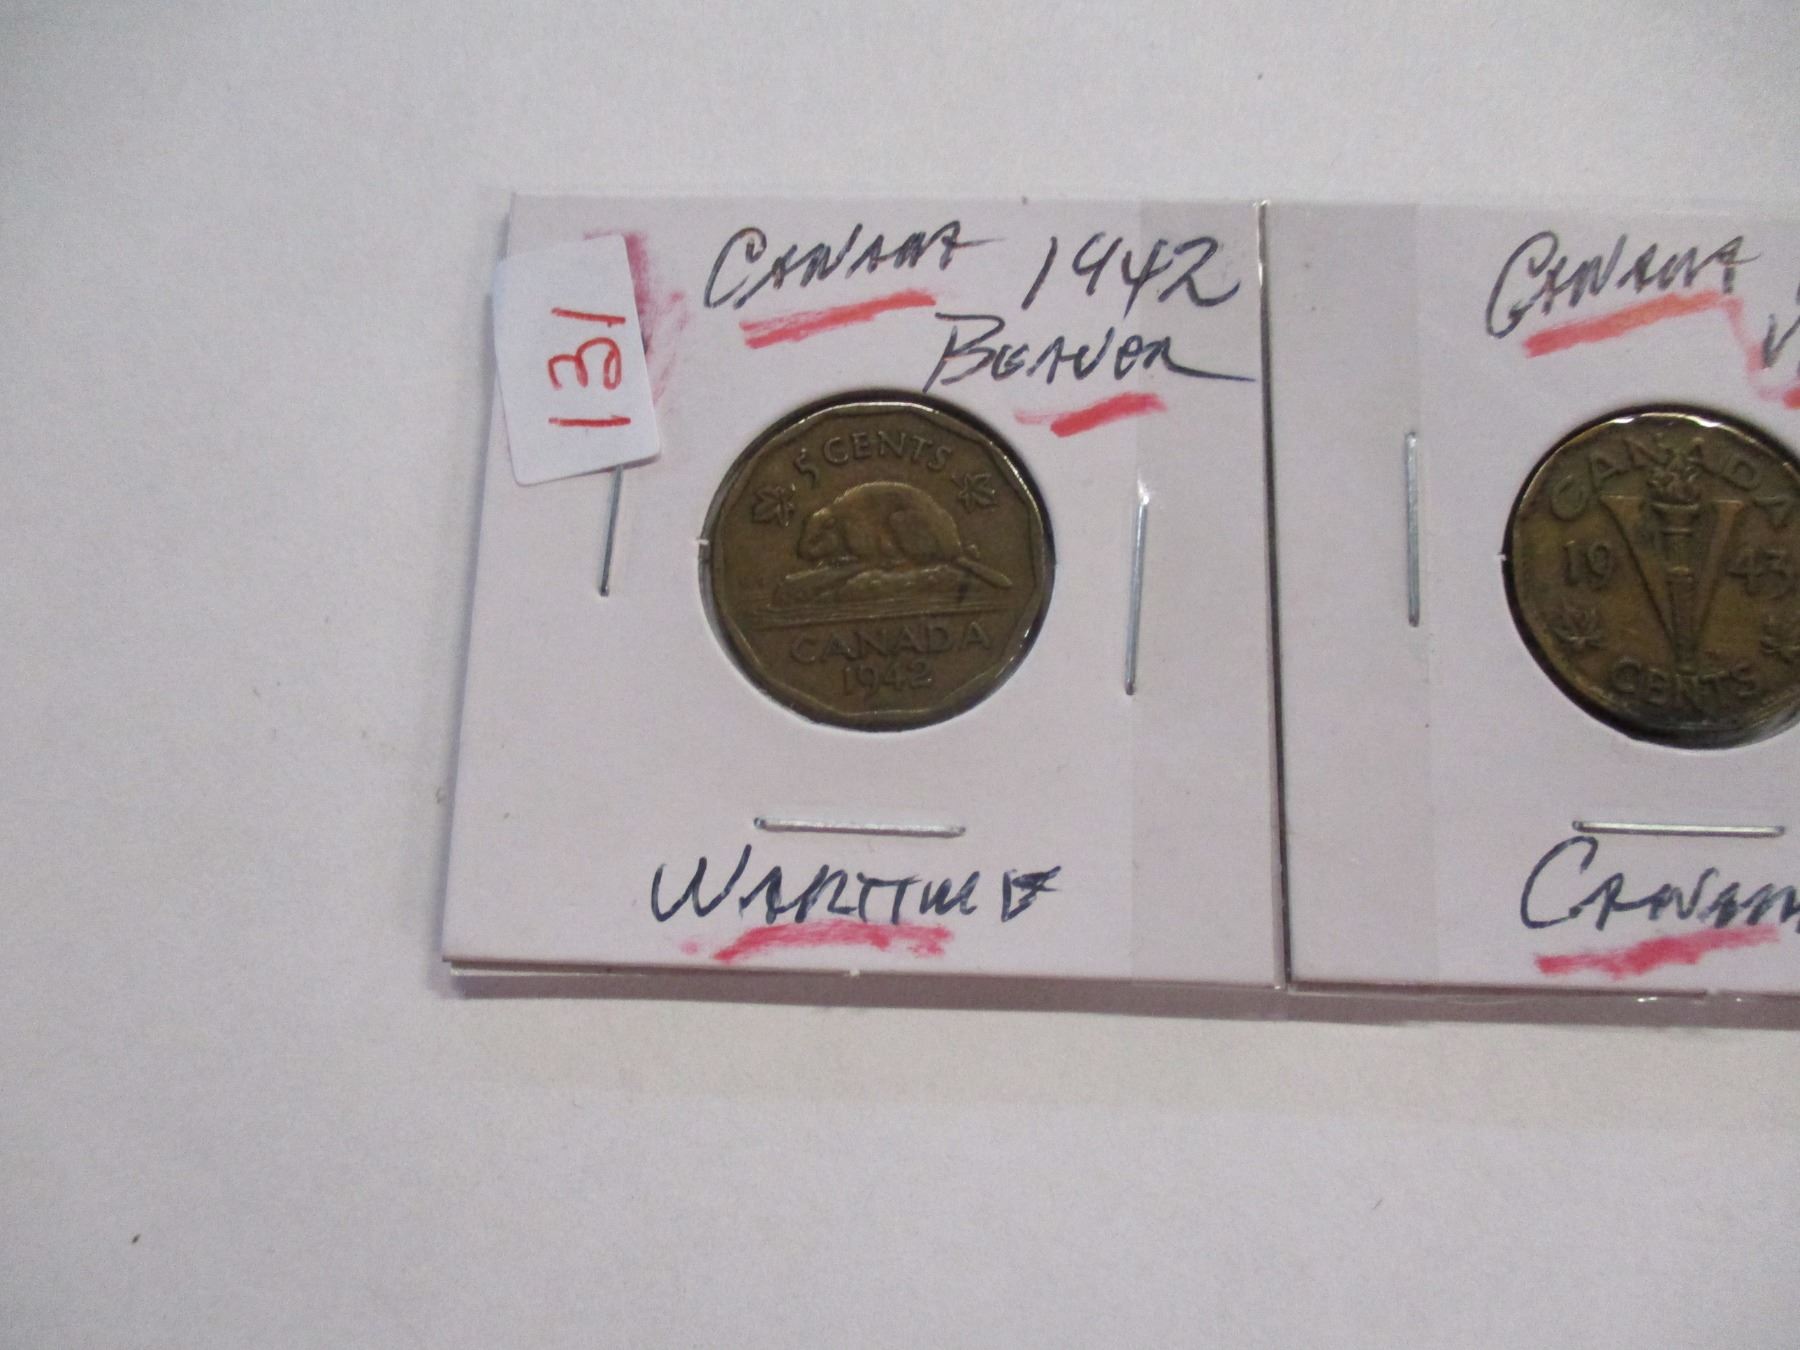 131
CANADA 1942
BEAVER
5 CENTS
CANADA
1942
WARTIME
CANADA
V
CANADA
19 43
CENTS
CANADA